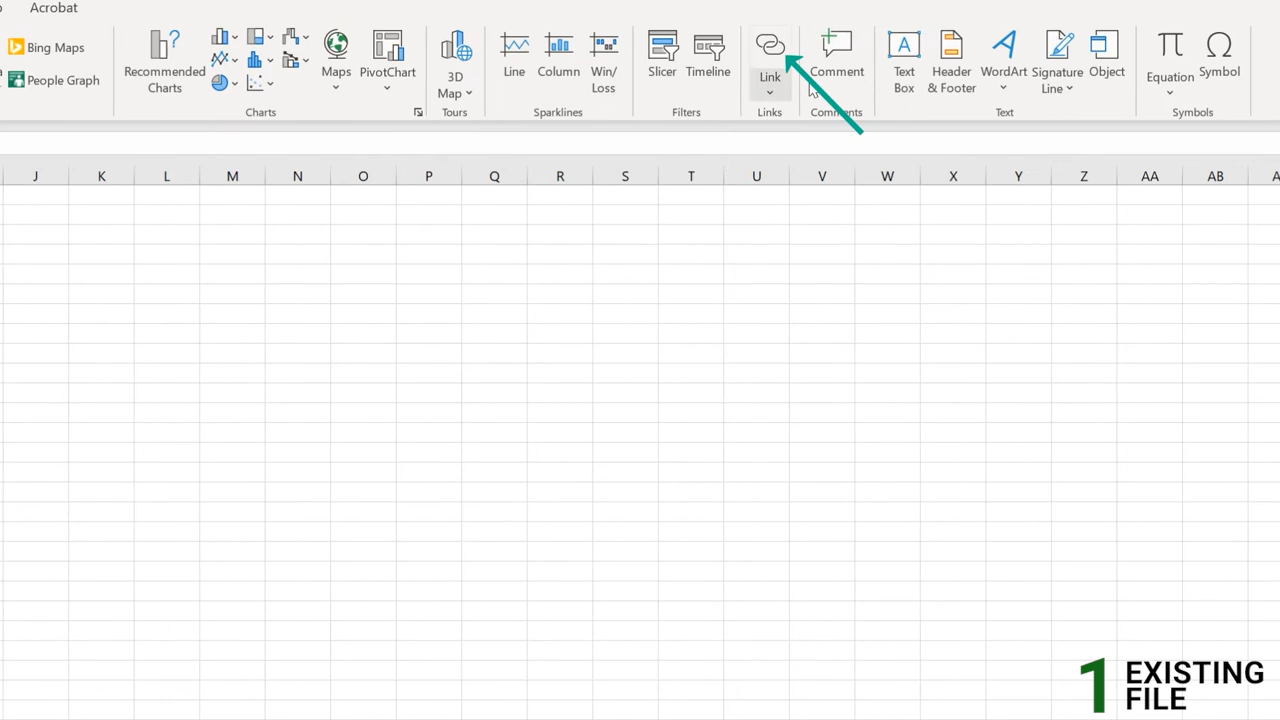 Acrobat
Bing Maps
People Graph
Recommended
Charts
Maps
PivotChart
3D
Map
Line
Column
Win/
Loss
Slicer
Timeline
Link
Comment
Text
Box
Header
& Footer
WordArt
Signature
Line
Object
Equation
Symbol
Charts
Tours
Sparklines
Filters
Links
Comments
Text
Symbols
J K L M N O P Q R S T U V W X Y Z AA AB
1 EXISTING
FILE